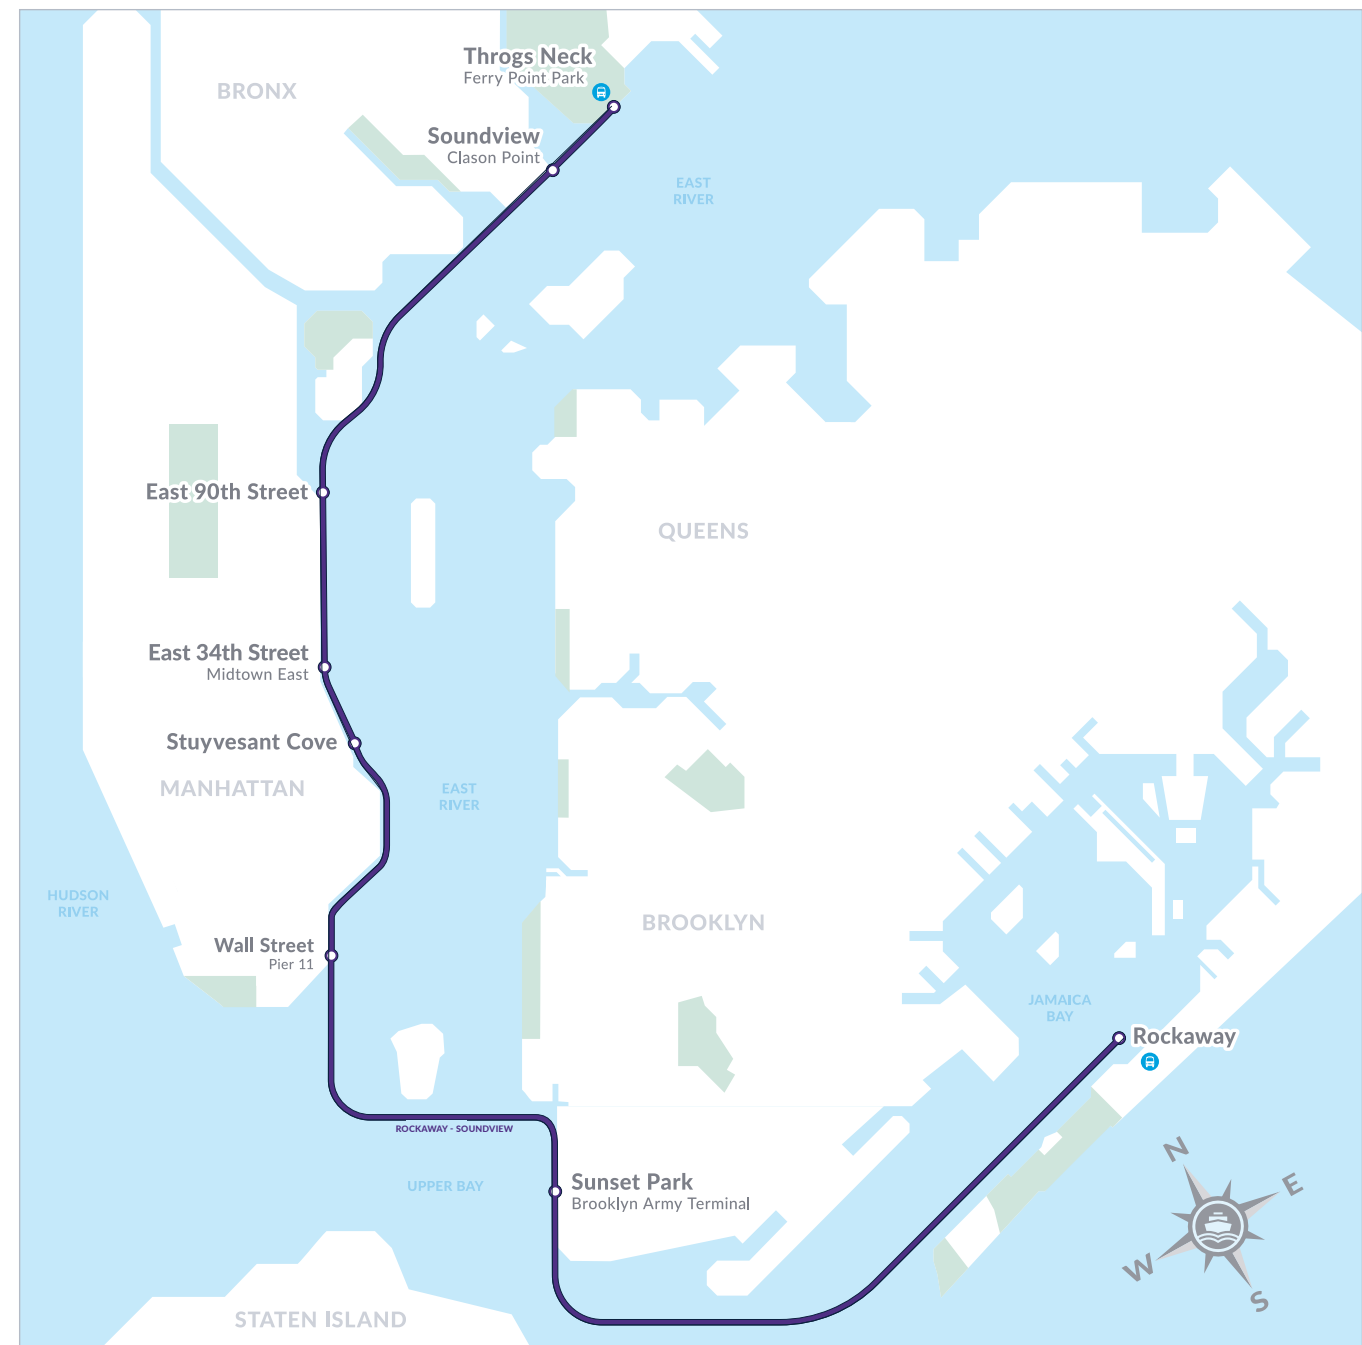 Throgs Neck
Ferry Point Park
BRONX
Soundview
Clason Point
EAST
RIVER
East 90th Street
QUEENS
East 34th Street
Midtown East
Stuyvesant Cove
MANHATTAN
EAST
RIVER
HUDSON
RIVER
BROOKLYN
Wall Street
Pier 11
JAMAICA
BAY
Rockaway
ROCKAWAY - SOUNDVIEW
N
E
W
S
UPPER BAY
Sunset Park
Brooklyn Army Terminal
STATEN ISLAND